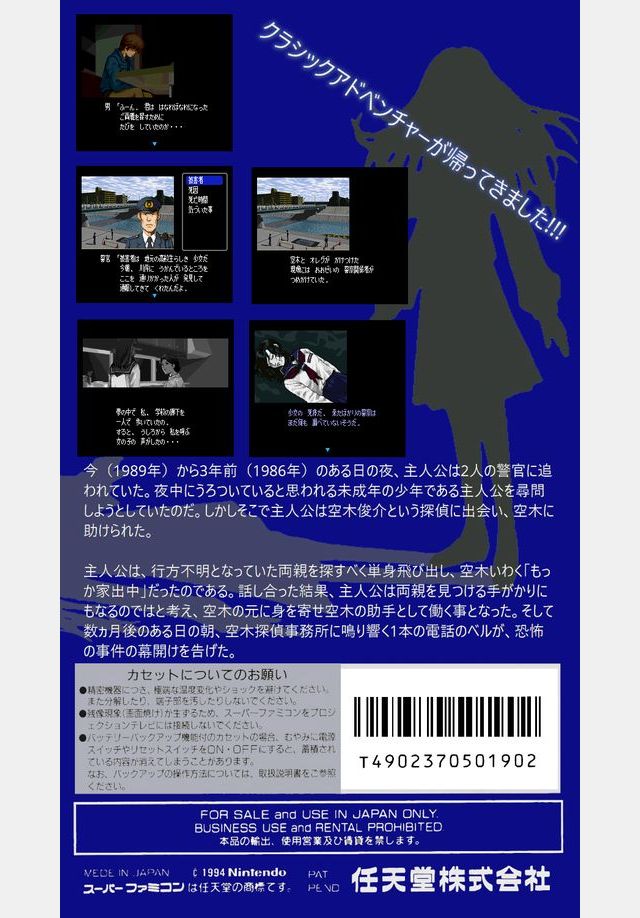 クラシックアドベンチャーが帰ってきました!!!
男 「ふーん、 君は はなればなれになった
ご両親を探すために
たびを していたのか・・・
被害者
死因
死亡時間
気づいた事
警官 「被害者は 地元の高校生らしき 少女だ
今朝、 川岸に うかんでいるところを
ここを 通りかかった人が 発見して
通報してきて くれたんだよ。
空木と オレが かけつけた
現場には おおぜいの 警察関係者が
つめかけていた。
夢の中で 私、 学校の廊下を
一人で 歩いていたの。
すると、 うしろから 私を呼ぶ
女の子の 声がしたの・・・
少女の 死体だ、 来たばかりの警察は
まだ何も 調べていないそうだ。
今（1989年）から3年前（1986年）のある日の夜、主人公は2人の警官に追
われていた。夜中にうろついていると思われる未成年の少年である主人公を尋問
しようとしていたのだ。しかしそこで主人公は空木俊介という探偵に出会い、空木に
助けられた。
主人公は、行方不明となっていた両親を探すべく単身飛び出し、空木いわく「もっ
か家出中」だったのである。話し合った結果、主人公は両親を見つける手がかりに
もなるのではと考え、空木の元に身を寄せ空木の助手として働く事となった。そして
数ヵ月後のある日の朝、空木探偵事務所に鳴り響く1本の電話のベルが、恐怖
の事件の幕開けを告げた。
カセットについてのお願い
●精密機器につき、極端な温度変化やショックを避けてください。
また分解したり、端子部を汚したりしないでください。
●残像現象(画面焼け)が生ずるため、スーパーファミコンをプロジ
ェクションテレビには接続しないでください。
●バッテリーバックアップ機能付のカセットの場合、むやみに電源
スイッチやリセットスイッチをON・OFFにすると、蓄積されて
いる内容が消えてしまうことがあります。
なお、バックアップの操作方法については、取扱説明書をご参照
ください。
T4902370501902
FOR SALE and USE IN JAPAN ONLY.
BUSINESS USE and RENTAL PROHIBITED
本品の輸出、使用営業及び賃貸を禁じます。
MEDE IN JAPAN © 1994 Nintendo PAT
スーパーファミコンは任天堂の商標です。 PEND
任天堂株式会社